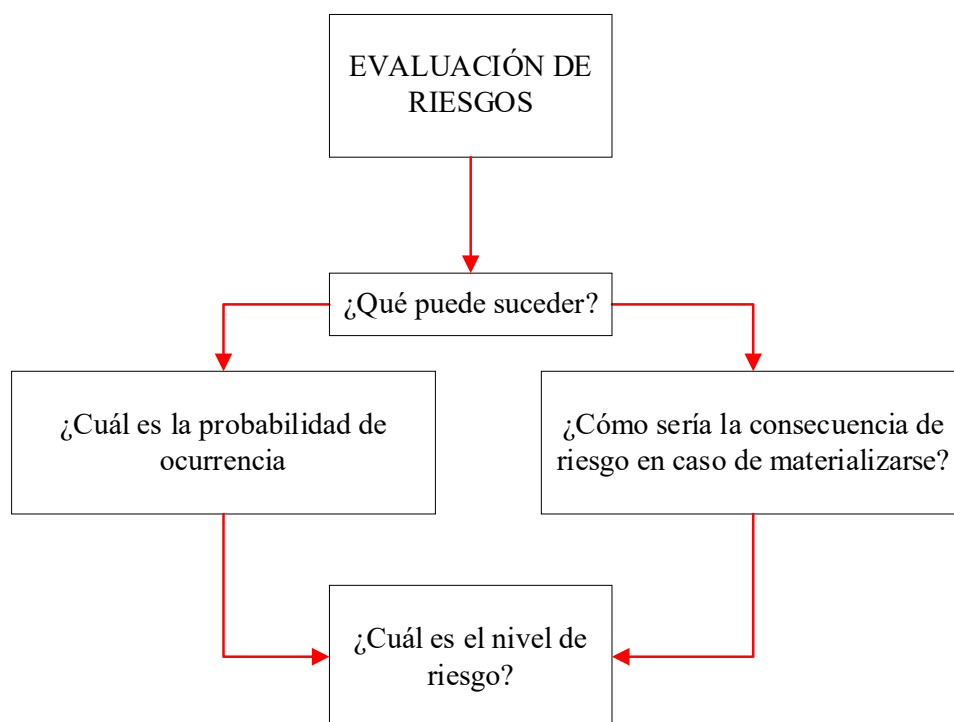 EVALUACIÓN DE
RIESGOS
¿Qué puede suceder?
¿Cuál es la probabilidad de
ocurrencia
¿Cómo sería la consecuencia de
riesgo en caso de materializarse?
¿Cuál es el nivel de
riesgo?